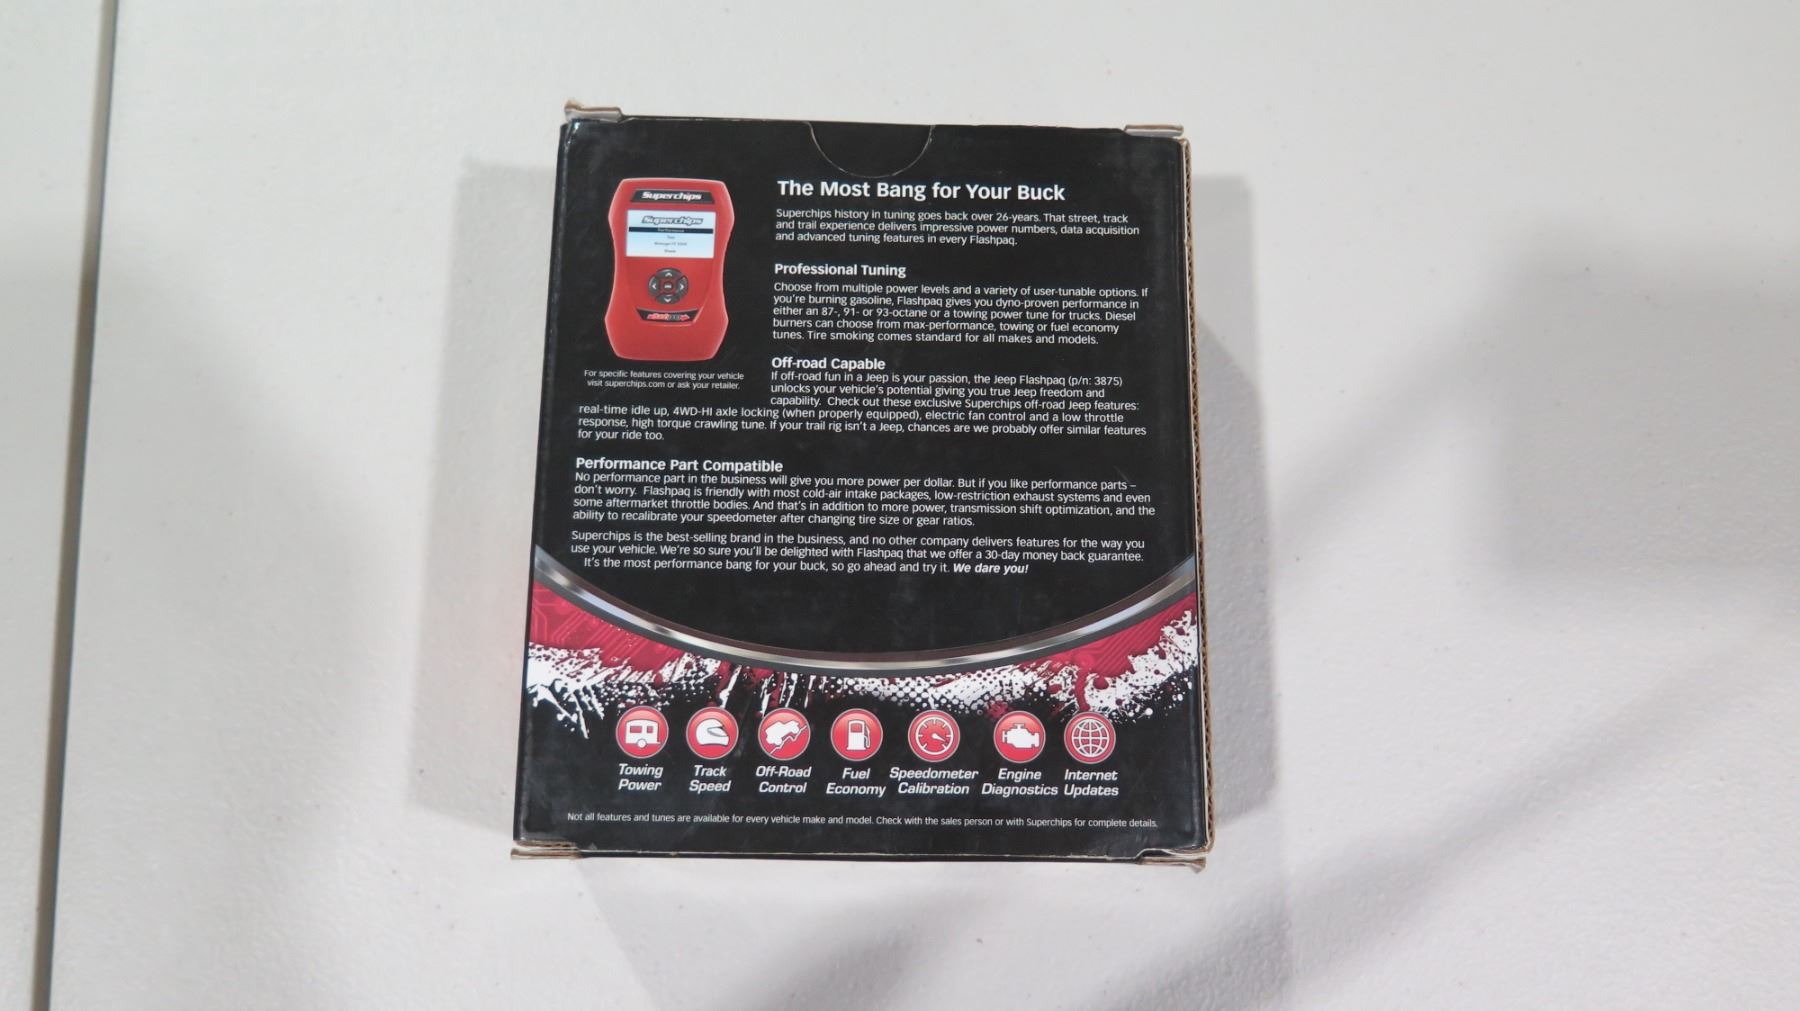 Superchips
Superchips
Performance
The Most Bang for Your Buck
Superchips history in tuning goes back over 26-years. That street, track
and trail experience delivers impressive power numbers, data acquisition
and advanced tuning features in every Flashpaq.
Professional Tuning
Choose from multiple power levels and a variety of user-tunable options. If
you're burning gasoline, Flashpaq gives you dyno-proven performance in
either an 87-, 91- or 93-octane or a towing power tune for trucks. Diesel
burners can choose from max-performance, towing or fuel economy
tunes. Tire smoking comes standard for all makes and models.
For specific features covering your vehicle
visit superchips.com or ask your retailer.
Off-road Capable
If off-road fun in a Jeep is your passion, the Jeep Flashpaq (p/n: 3875)
unlocks your vehicle's potential giving you true Jeep freedom and
capability. Check out these exclusive Superchips off-road Jeep features:
real-time idle up, 4WD-HI axle locking (when properly equipped), electric fan control and a low throttle
response, high torque crawling tune. If your trail rig isn't a Jeep, chances are we probably offer similar features
for your ride too.
Performance Part Compatible
No performance part in the business will give you more power per dollar. But if you like performance parts –
don't worry. Flashpaq is friendly with most cold-air intake packages, low-restriction exhaust systems and even
some aftermarket throttle bodies. And that's in addition to more power, transmission shift optimization, and the
ability to recalibrate your speedometer after changing tire size or gear ratios.
Superchips is the best-selling brand in the business, and no other company delivers features for the way you
use your vehicle. We're so sure you'll be delighted with Flashpaq that we offer a 30-day money back guarantee.
It's the most performance bang for your buck, so go ahead and try it. We dare you!
Towing Power
Track Speed
Off-Road Control
Fuel Economy
Speedometer Calibration
Engine Diagnostics
Internet Updates
Not all features and tunes are available for every vehicle make and model. Check with the sales person or with Superchips for complete details.